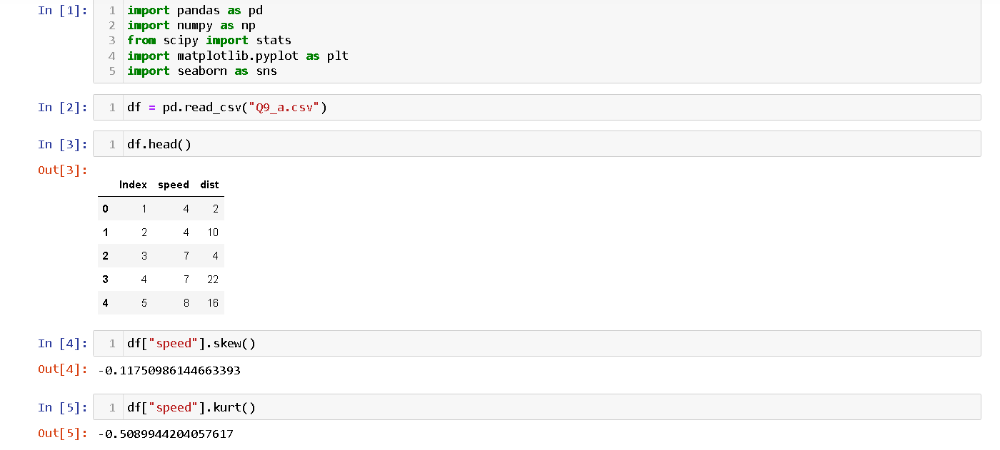 In [1]: 1 import pandas as pd
2 import numpy as np
3 from scipy import stats
4 import matplotlib.pyplot as plt
5 import seaborn as sns
In [2]: 1 df = pd.read_csv("Q9_a.csv")
In [3]: 1 df.head()
Out[3]:
Index speed dist
0 1 4 2
1 2 4 10
2 3 7 4
3 4 7 22
4 5 8 16
In [4]: 1 df["speed"].skew()
Out[4]: -0.11750986144663393
In [5]: 1 df["speed"].kurt()
Out[5]: -0.5089944204057617